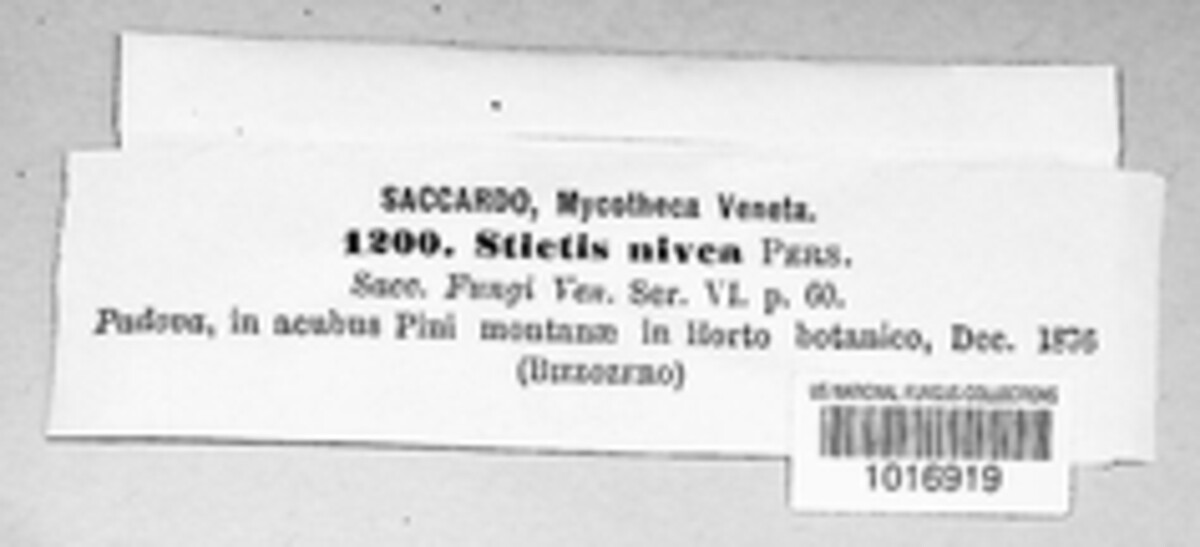 SACCARDO, Mycotheca Veneta.
1200. Stictis nivea PERS.
Sacc. Fungi Ven. Ser. VI. p. 60.
Padova, in acubus Pini montanæ in Horto botanico, Dec. 1876
(BIZZOZERO)
US NATIONAL FUNGUS COLLECTIONS
1016919